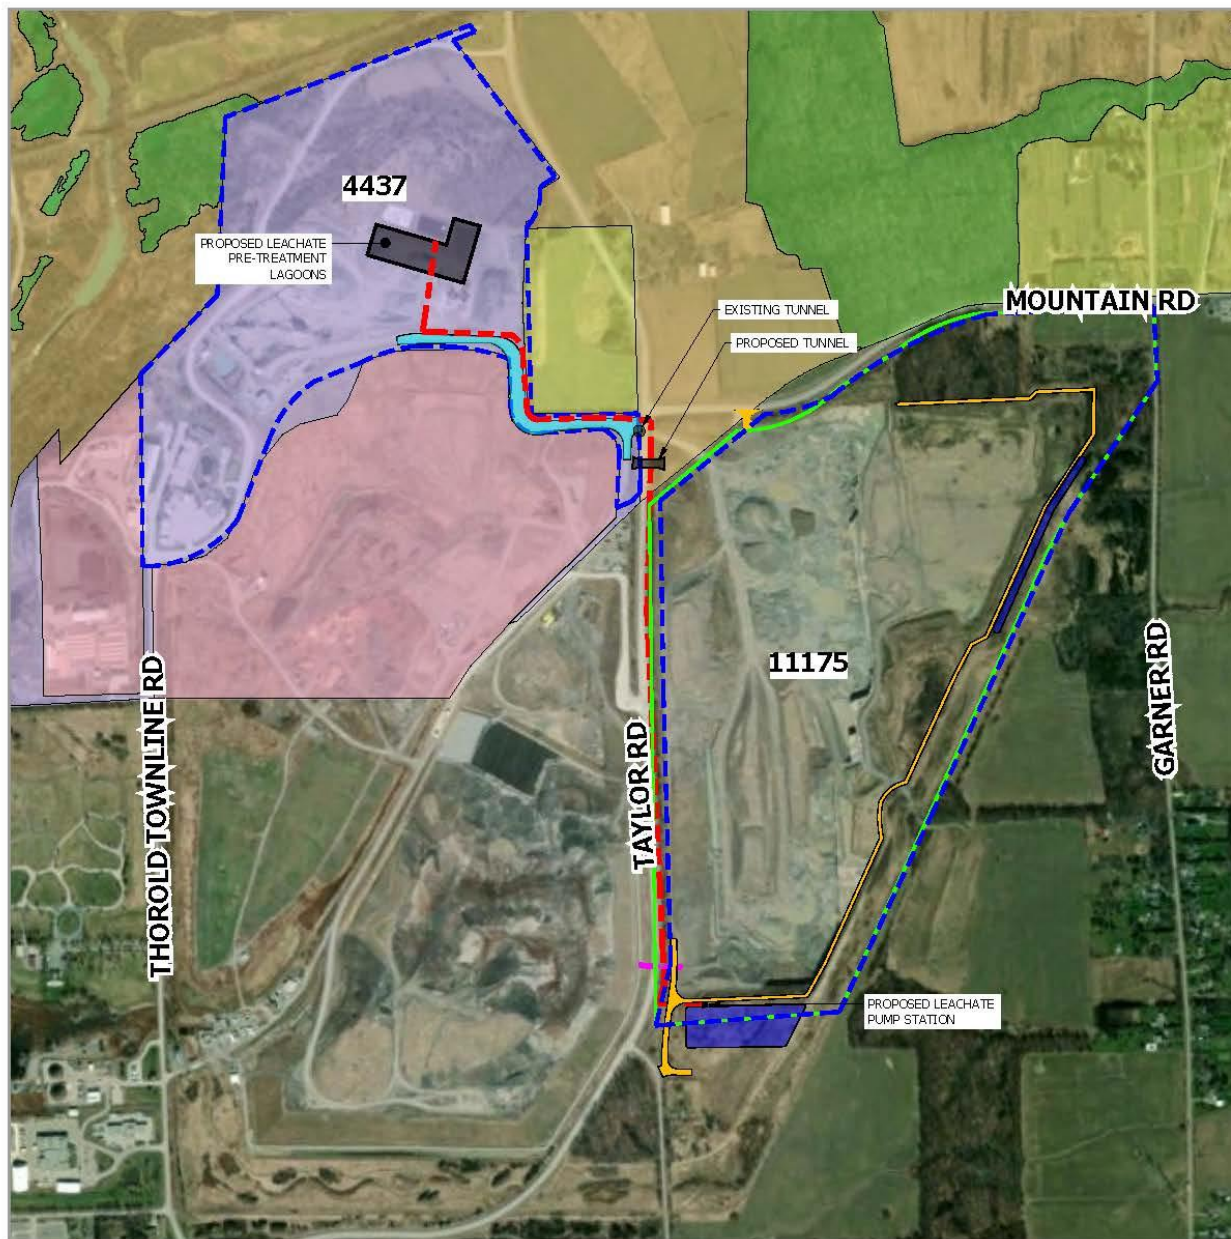 4437
PROPOSED LEACHATE
PRE-TREATMENT
LAGOONS
MOUNTAIN RD
EXISTING TUNNEL
PROPOSED TUNNEL
11175
GARNER RD
THOROLD TOWNLINE RD
TAYLOR RD
PROPOSED LEACHATE
PUMP STATION